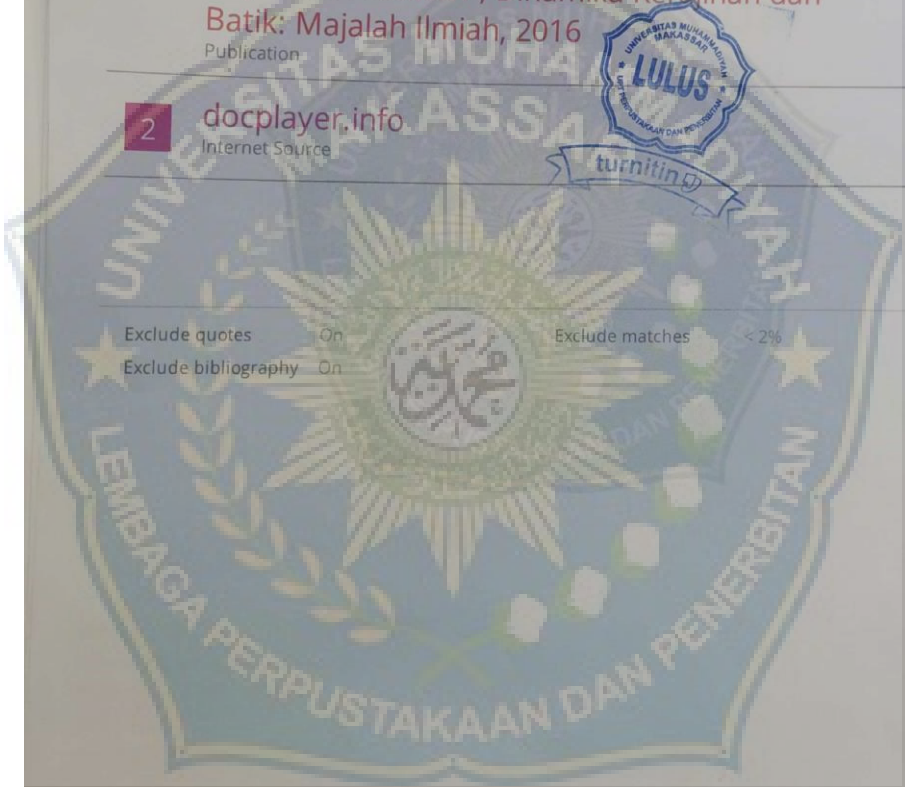 Batik: Majalah Ilmiah, 2016
Publication
UNIVERSITAS MUHAMMADIYAH
MAKASSAR
LULUS
UPT PERPUSTAKAAN DAN PENERBITAN
turnitin
2
docplayer.info
Internet Source
UNIVERSITAS MUHAMMADIYAH
MAKASSAR
Exclude quotes On
Exclude matches < 2%
Exclude bibliography On
محمدية
LEMBAGA PERPUSTAKAAN DAN PENERBITAN